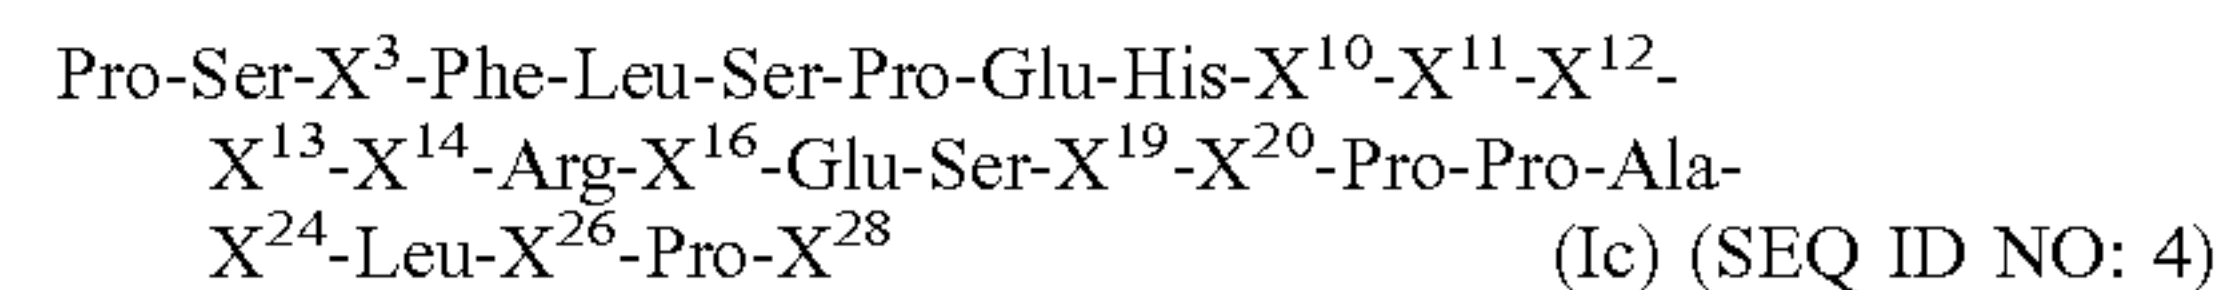 Pro-Ser-X³-Phe-Leu-Ser-Pro-Glu-His-X¹⁰-X¹¹-X¹²-
X¹³-X¹⁴-Arg-X¹⁶-Glu-Ser-X¹⁹-X²⁰-Pro-Pro-Ala-
X²⁴-Leu-X²⁶-Pro-X²⁸ (Ic) (SEQ ID NO: 4)